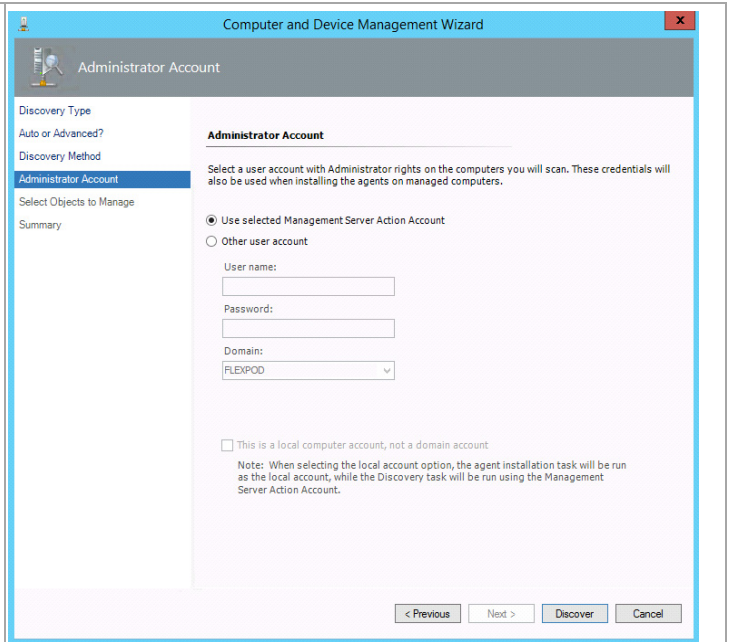 Computer and Device Management Wizard
x
Administrator Account
Discovery Type
Auto or Advanced?
Discovery Method
Administrator Account
Select Objects to Manage
Summary
Administrator Account
Select a user account with Administrator rights on the computers you will scan. These credentials will
also be used when installing the agents on managed computers.
Use selected Management Server Action Account
Other user account
User name:
Password:
Domain:
FLEXPOD
This is a local computer account, not a domain account
Note: When selecting the local account option, the agent installation task will be run
as the local account, while the Discovery task will be run using the Management
Server Action Account.
< Previous
Next >
Discover
Cancel